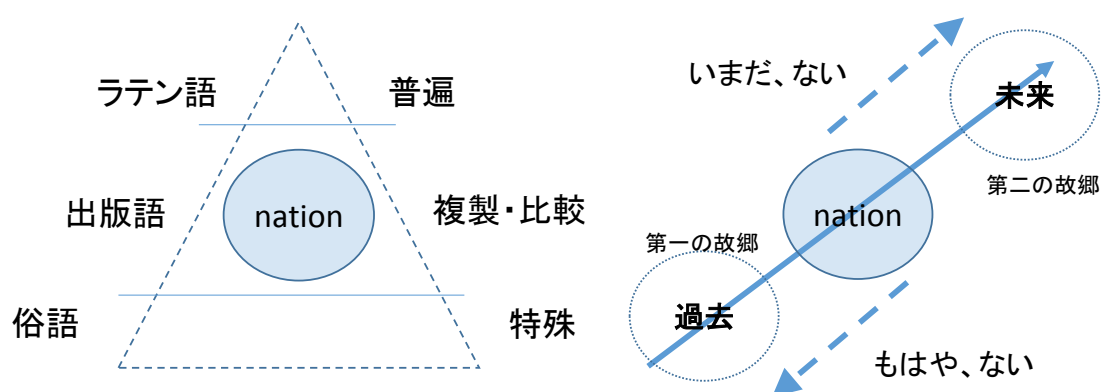 ラテン語
普遍
出版語
nation
複製・比較
俗語
特殊
いまだ、ない
未来
第二の故郷
nation
第一の故郷
過去
もはや、ない